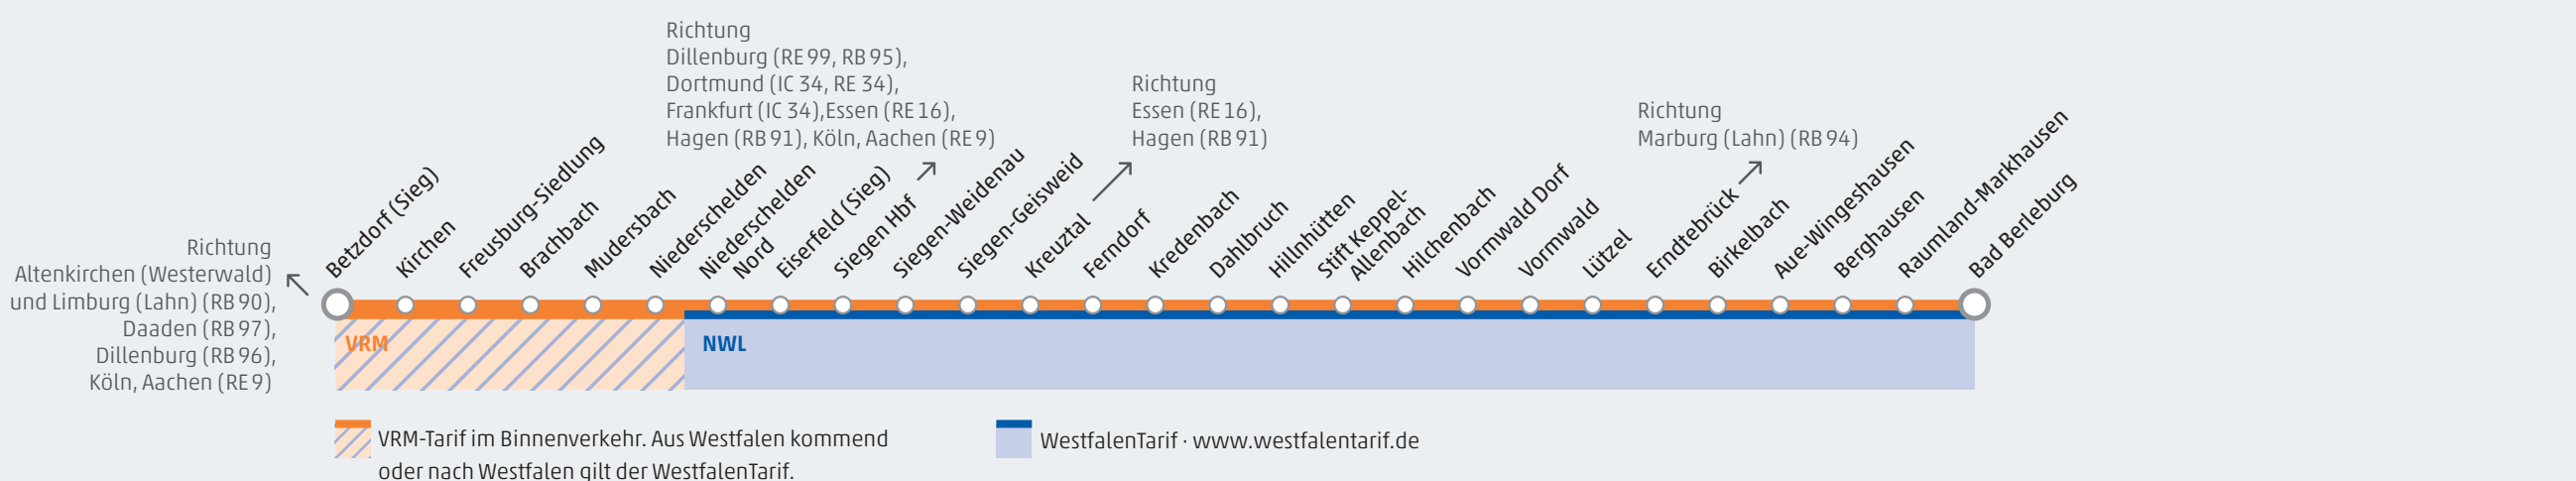 Richtung
Dillenburg (RE 99, RB 95),
Dortmund (IC 34, RE 34),
Frankfurt (IC 34),Essen (RE 16),
Hagen (RB 91), Köln, Aachen (RE 9)
Richtung
Essen (RE 16),
Hagen (RB 91)
Richtung
Marburg (Lahn) (RB 94)
Richtung
Altenkirchen (Westerwald)
und Limburg (Lahn) (RB 90),
Daaden (RB 97),
Dillenburg (RB 96),
Köln, Aachen (RE 9)
Betzdorf (Sieg)
Kirchen
Freusburg-Siedlung
Brachbach
Mudersbach
Niederschelden
Niederschelden
Nord
Eiserfeld (Sieg)
Siegen Hbf
Siegen-Weidenau
Siegen-Geisweid
Kreuztal
Ferndorf
Kredenbach
Dahlbruch
Hillnhütten
Stift Keppel-
Allenbach
Hilchenbach
Vormwald Dorf
Vormwald
Lützel
Erndtebrück
Birkelbach
Aue-Wingeshausen
Berghausen
Raumland-Markhausen
Bad Berleburg
VRM
NWL
VRM-Tarif im Binnenverkehr. Aus Westfalen kommend
oder nach Westfalen gilt der WestfalenTarif.
WestfalenTarif · www.westfalentarif.de